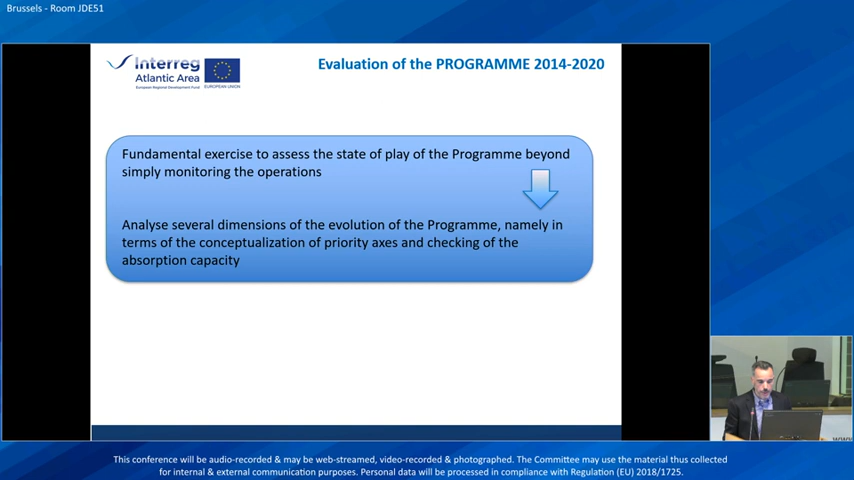 Brussels - Room JDE51
Interreg
Atlantic Area
European Regional Development Fund
EUROPEAN UNION
Evaluation of the PROGRAMME 2014-2020
Fundamental exercise to assess the state of play of the Programme beyond
simply monitoring the operations
Analyse several dimensions of the evolution of the Programme, namely in
terms of the conceptualization of priority axes and checking of the
absorption capacity
This conference will be audio-recorded & may be web-streamed, video-recorded & photographed. The Committee may use the material thus collected
for internal & external communication purposes. Personal data will be processed in compliance with Regulation (EU) 2018/1725.